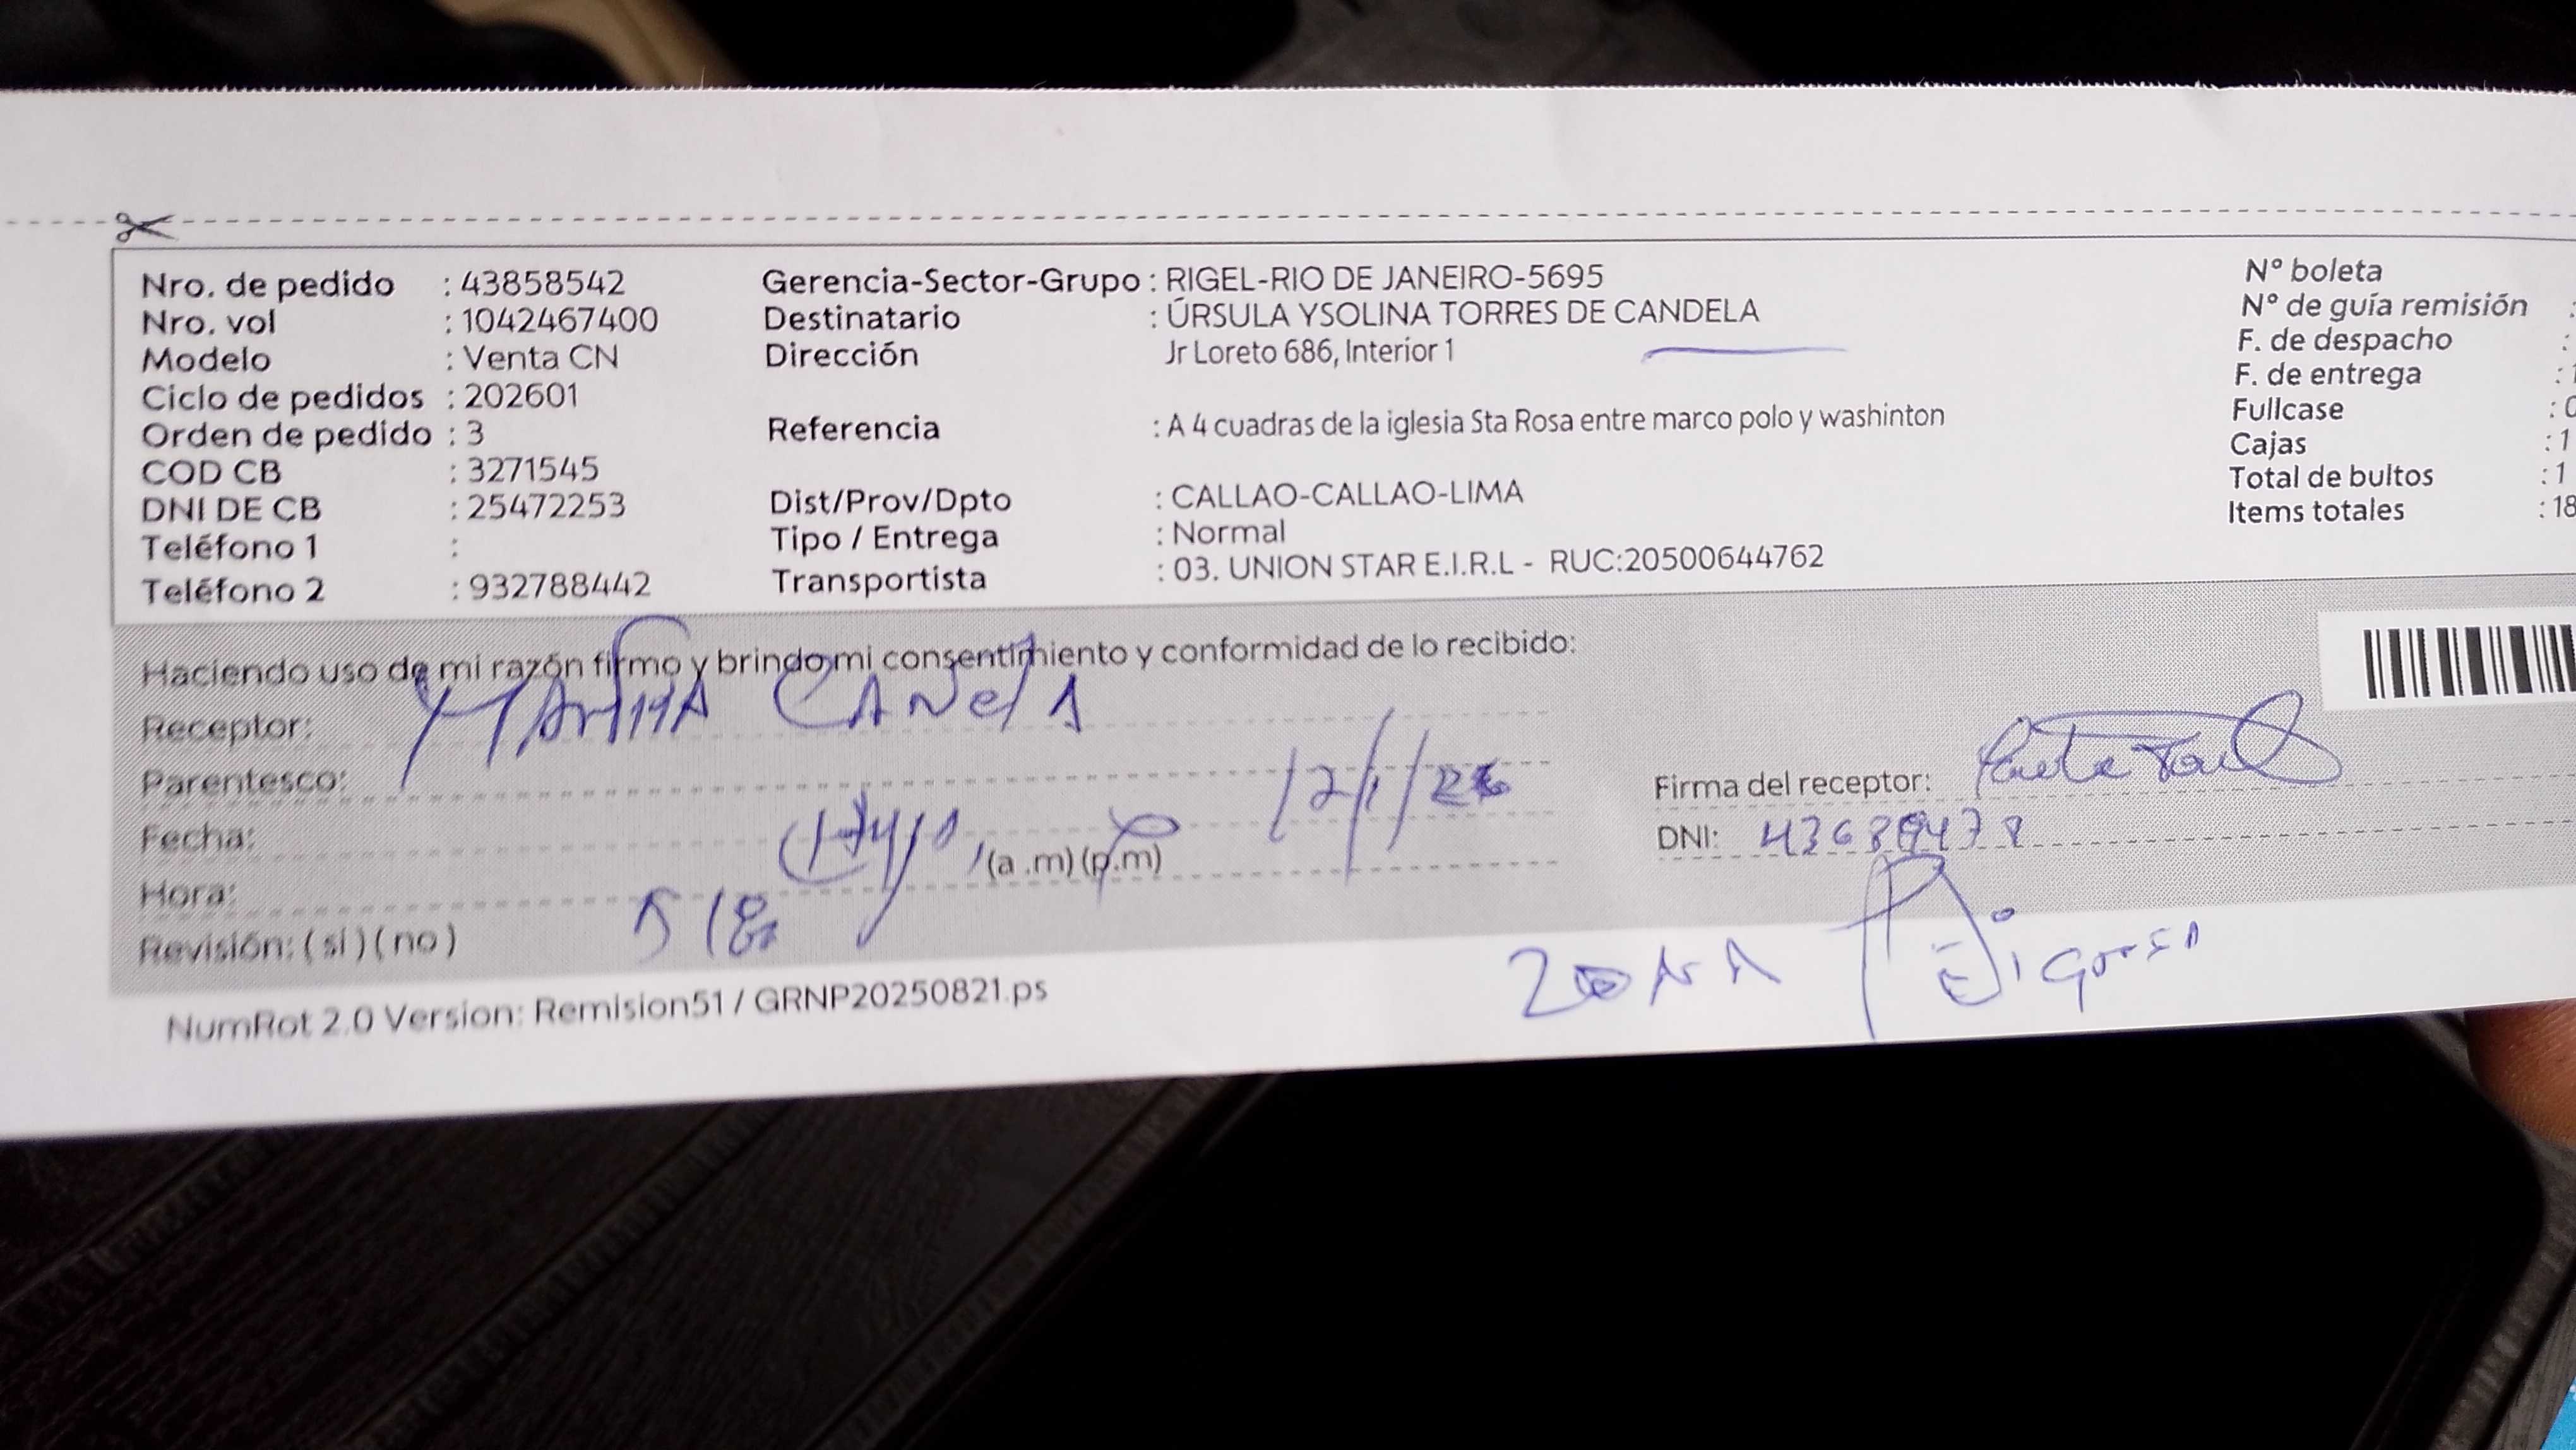 Nro. de pedido : 43858542
Nro. vol : 1042467400
Modelo : Venta CN
Ciclo de pedidos : 202601
Orden de pedido : 3
COD CB : 3271545
DNI DE CB : 25472253
Teléfono 1 :
Teléfono 2 : 932788442
Gerencia-Sector-Grupo : RIGEL-RIO DE JANEIRO-5695
Destinatario : ÚRSULA YSOLINA TORRES DE CANDELA
Dirección Jr Loreto 686, Interior 1
Referencia : A 4 cuadras de la iglesia Sta Rosa entre marco polo y washinton
Dist/Prov/Dpto : CALLAO-CALLAO-LIMA
Tipo / Entrega : Normal
Transportista : 03. UNION STAR E.I.R.L - RUC:20500644762
N° boleta
N° de guía remisión :
F. de despacho :
F. de entrega : 1
Fullcase : 0
Cajas : 1
Total de bultos : 1
Items totales : 18
Haciendo uso de mi razón firmo y brindo mi consentimiento y conformidad de lo recibido:
Receptor:
Parentesco:
Fecha: 12/1/26
Hora: (a .m) (p.m)
Revisión: ( si ) ( no )
Firma del receptor:
DNI:
ZONA
NumRot 2.0 Version: Remision51 / GRNP20250821.ps